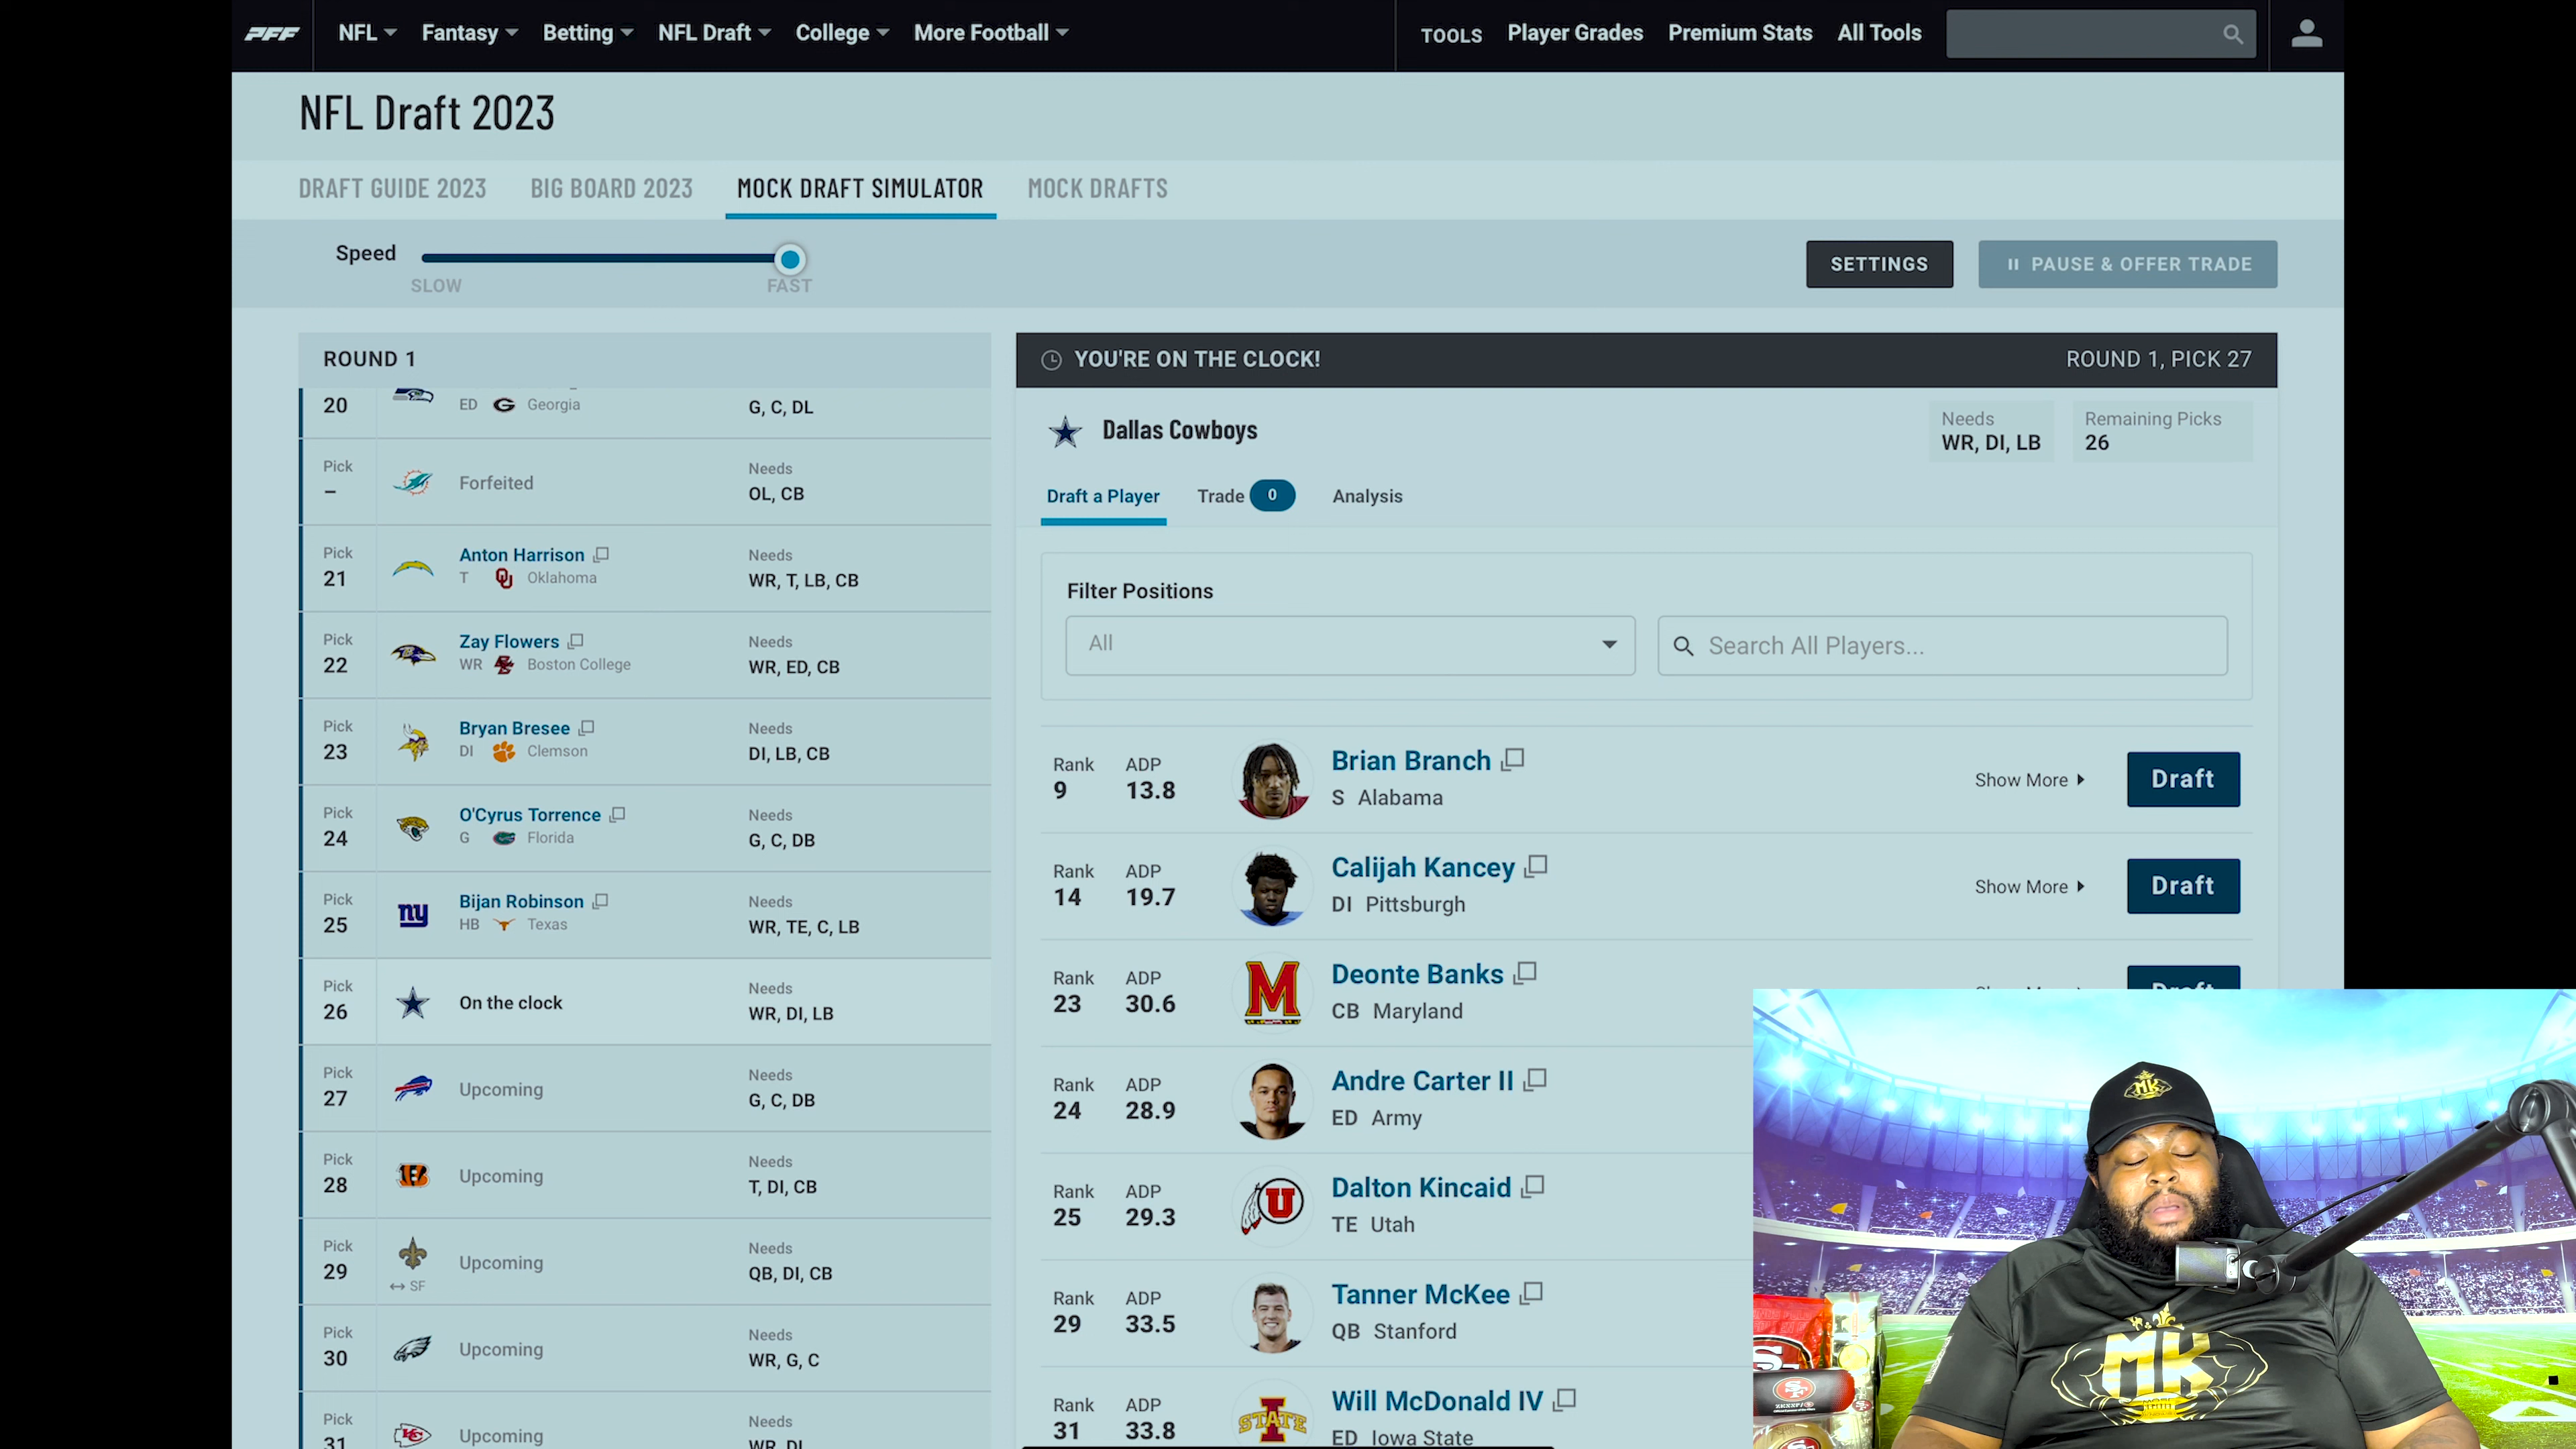 PFF
NFL
Fantasy
Betting
NFL Draft
College
More Football
TOOLS
Player Grades
Premium Stats
All Tools
NFL Draft 2023
DRAFT GUIDE 2023
BIG BOARD 2023
MOCK DRAFT SIMULATOR
MOCK DRAFTS
Speed
SLOW
FAST
SETTINGS
PAUSE & OFFER TRADE
ROUND 1
20
ED Georgia
G, C, DL
Pick
–
Forfeited
Needs
OL, CB
Pick
21
Anton Harrison
T Oklahoma
Needs
WR, T, LB, CB
Pick
22
Zay Flowers
WR Boston College
Needs
WR, ED, CB
Pick
23
Bryan Bresee
DI Clemson
Needs
DI, LB, CB
Pick
24
O'Cyrus Torrence
G Florida
Needs
G, C, DB
Pick
25
ny
Bijan Robinson
HB Texas
Needs
WR, TE, C, LB
Pick
26
On the clock
Needs
WR, DI, LB
Pick
27
Upcoming
Needs
G, C, DB
Pick
28
Upcoming
Needs
T, DI, CB
Pick
29
SF
Upcoming
Needs
QB, DI, CB
Pick
30
Upcoming
Needs
WR, G, C
Pick
31
Upcoming
Needs
WR, DI
YOU'RE ON THE CLOCK!
ROUND 1, PICK 27
Dallas Cowboys
Needs
WR, DI, LB
Remaining Picks
26
Draft a Player
Trade 0
Analysis
Filter Positions
All
Search All Players...
Rank
9
ADP
13.8
Brian Branch
S Alabama
Show More
Draft
Rank
14
ADP
19.7
Calijah Kancey
DI Pittsburgh
Show More
Draft
Rank
23
ADP
30.6
M
Deonte Banks
CB Maryland
Draft
Rank
24
ADP
28.9
Andre Carter II
ED Army
Rank
25
ADP
29.3
U
Dalton Kincaid
TE Utah
Rank
29
ADP
33.5
Tanner McKee
QB Stanford
Rank
31
ADP
33.8
STATE
Will McDonald IV
ED Iowa State
MK
MK